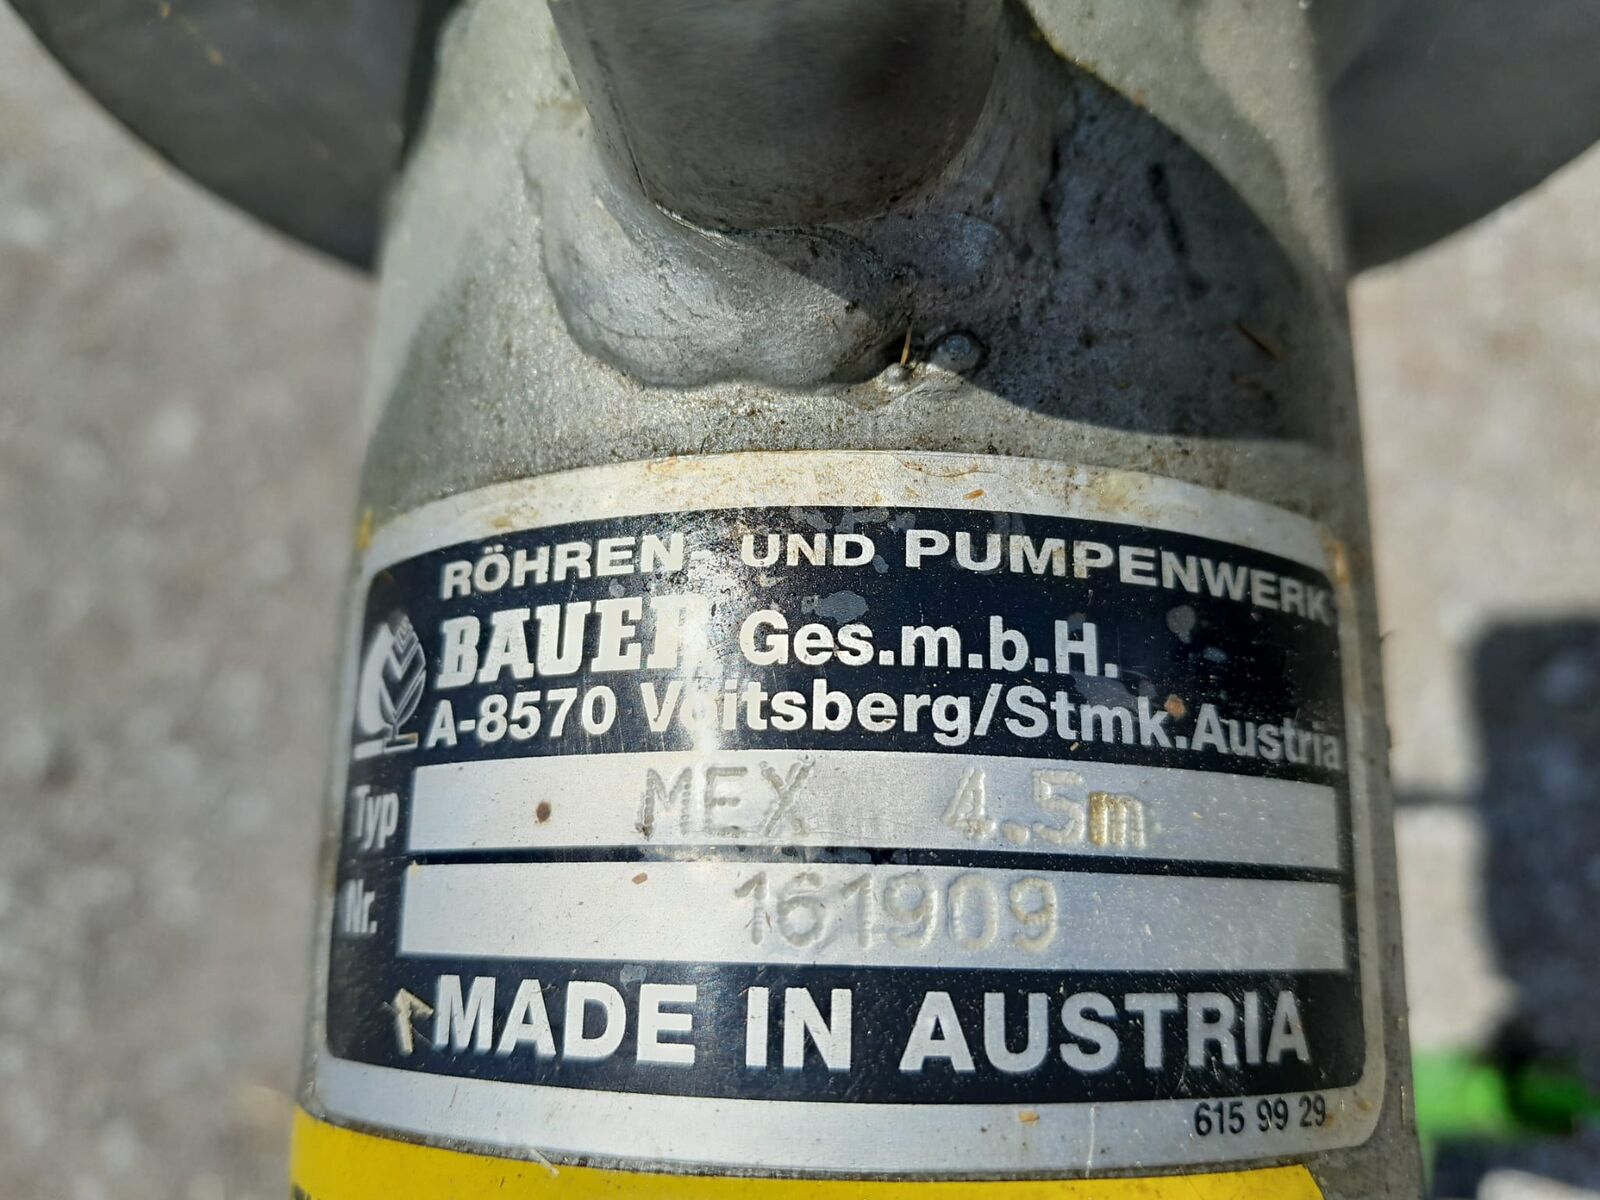 RÖHREN- UND PUMPENWERK
BAUER Ges.m.b.H.
A-8570 Voitsberg/Stmk.Austria
Typ MEX 4.5m
Nr. 161909
MADE IN AUSTRIA
615 99 29